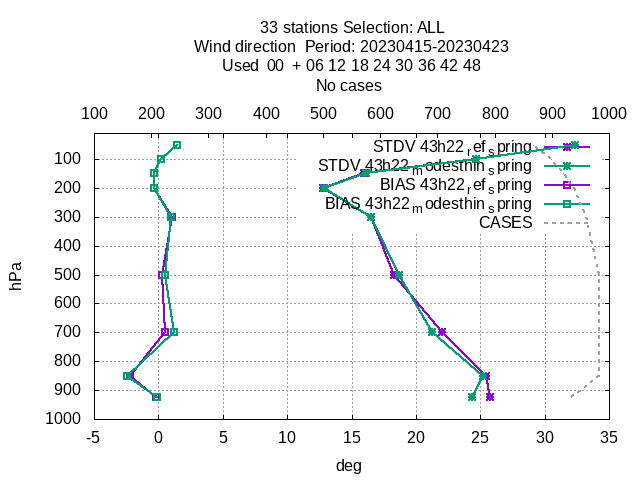 33 stations Selection: ALL
Wind direction  Period: 20230415-20230423
Used  00  + 06 12 18 24 30 36 42 48
No cases
100 200 300 400 500 600 700 800 900 1000
STDV 43h22_ref_spring
STDV 43h22_modesthin_spring
BIAS 43h22_ref_spring
BIAS 43h22_modesthin_spring
CASES
100
200
300
400
500
600
700
800
900
1000
hPa
-5 0 5 10 15 20 25 30 35
deg